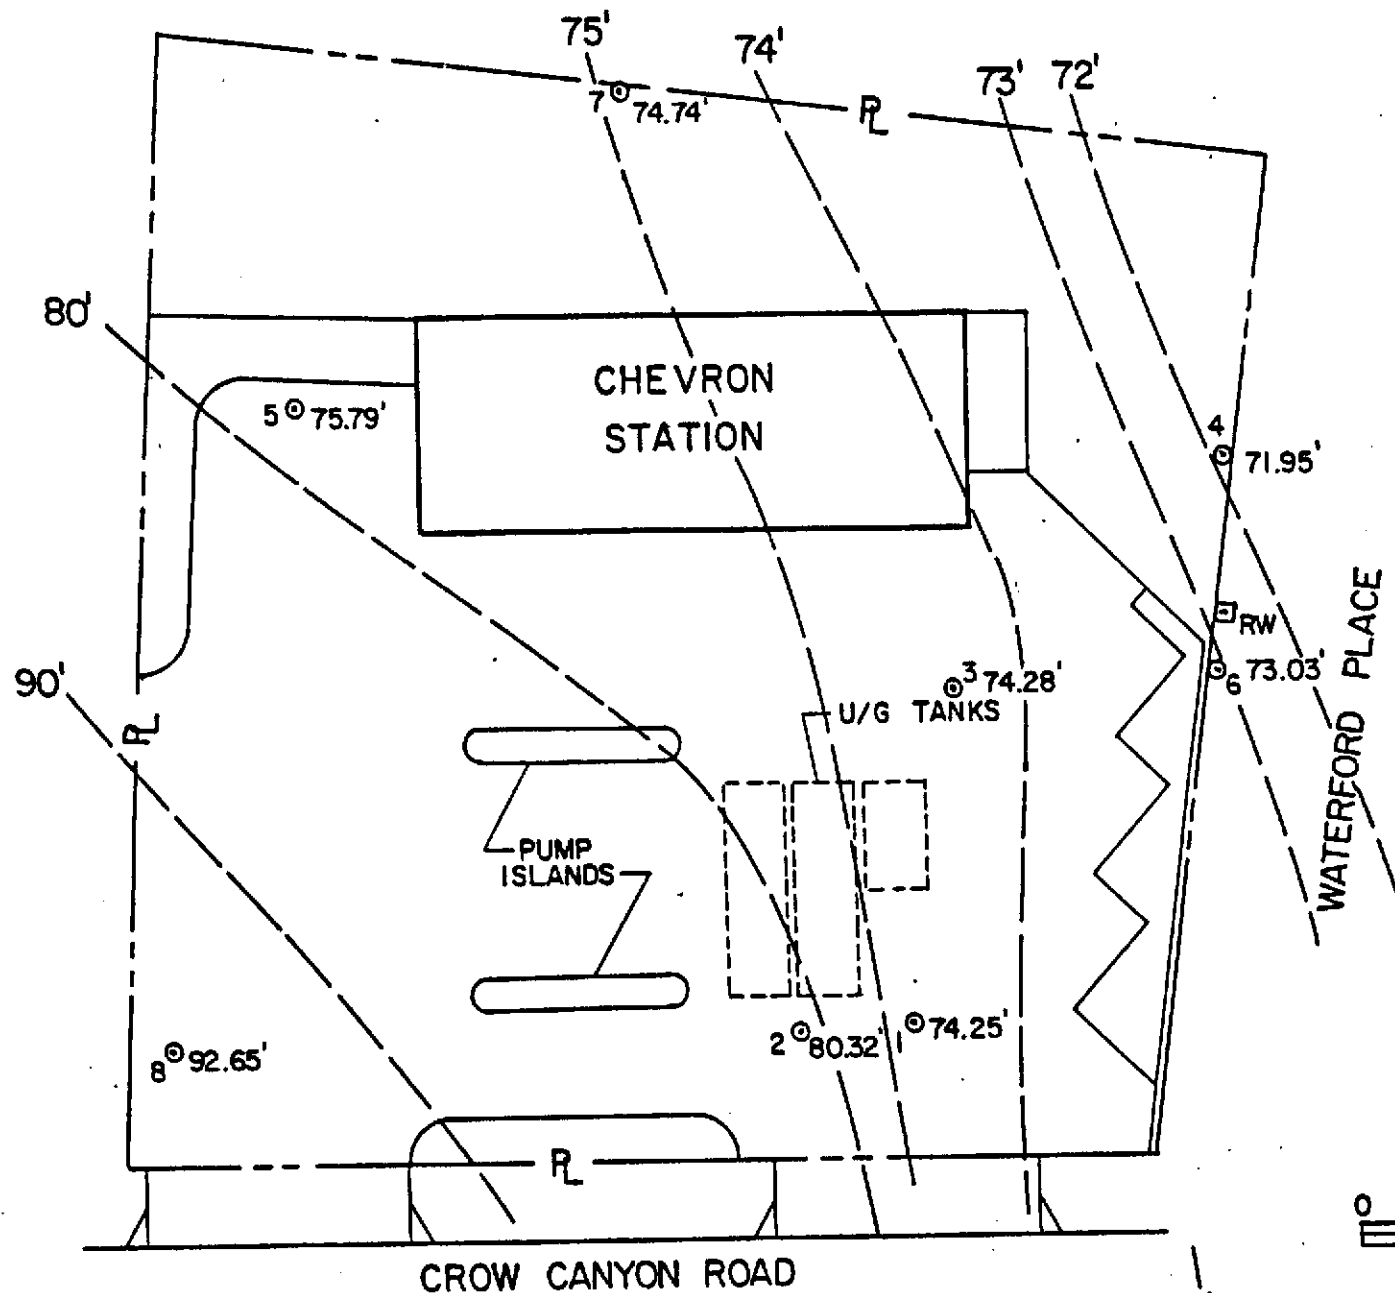 75'
74'
73'
72'
7 74.74'
PL
80'
CHEVRON
STATION
5 75.79'
4
71.95'
RW
90'
3 74.28'
6 73.03'
U/G TANKS
PL
WATERFORD PLACE
PUMP
ISLANDS
2 80.32'
1 74.25'
8 92.65'
PL
0
CROW CANYON ROAD